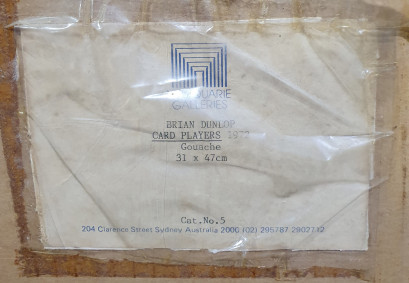 GALLERIES
BRIAN DUNLOP
CARD PLAYERS
Gouache
31 x 47cm
Cat.No.5
204 Clarence Street Sydney Australia 2000 (02) 295787 2902712